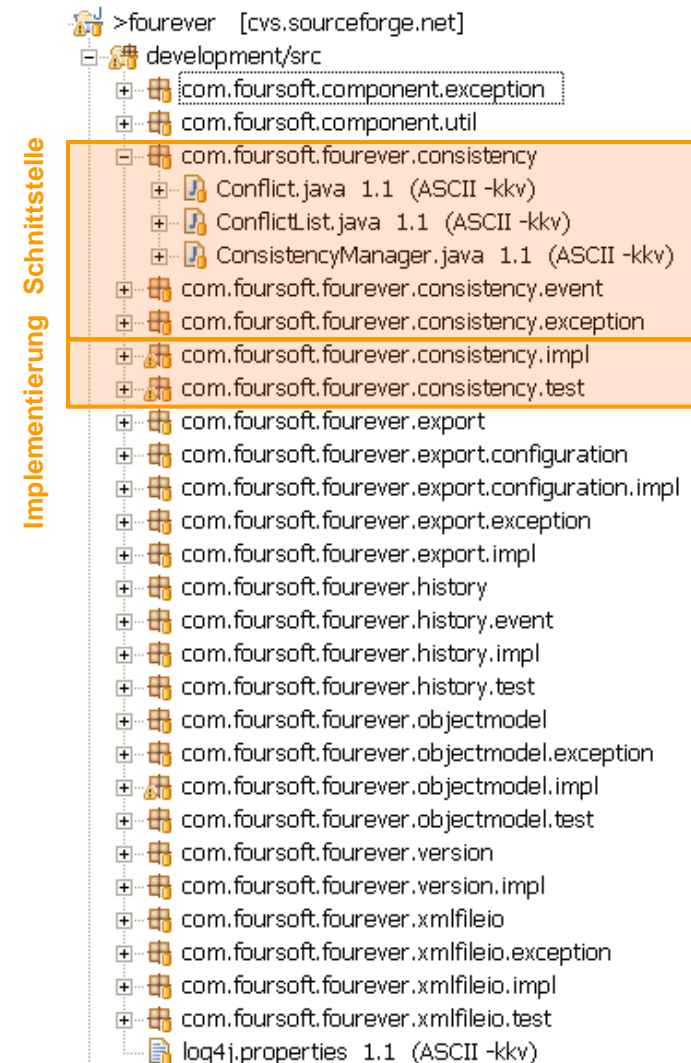 >fourever [cvs.sourceforge.net]
development/src
com.foursoft.component.exception
com.foursoft.component.util
Schnittstelle
com.foursoft.fourever.consistency
Conflict.java 1.1 (ASCII -kkv)
ConflictList.java 1.1 (ASCII -kkv)
ConsistencyManager.java 1.1 (ASCII -kkv)
com.foursoft.fourever.consistency.event
com.foursoft.fourever.consistency.exception
Implementierung
com.foursoft.fourever.consistency.impl
com.foursoft.fourever.consistency.test
com.foursoft.fourever.export
com.foursoft.fourever.export.configuration
com.foursoft.fourever.export.configuration.impl
com.foursoft.fourever.export.exception
com.foursoft.fourever.export.impl
com.foursoft.fourever.history
com.foursoft.fourever.history.event
com.foursoft.fourever.history.impl
com.foursoft.fourever.history.test
com.foursoft.fourever.objectmodel
com.foursoft.fourever.objectmodel.exception
com.foursoft.fourever.objectmodel.impl
com.foursoft.fourever.objectmodel.test
com.foursoft.fourever.version
com.foursoft.fourever.version.impl
com.foursoft.fourever.xmlfileio
com.foursoft.fourever.xmlfileio.exception
com.foursoft.fourever.xmlfileio.impl
com.foursoft.fourever.xmlfileio.test
log4j.properties 1.1 (ASCII -kkv)